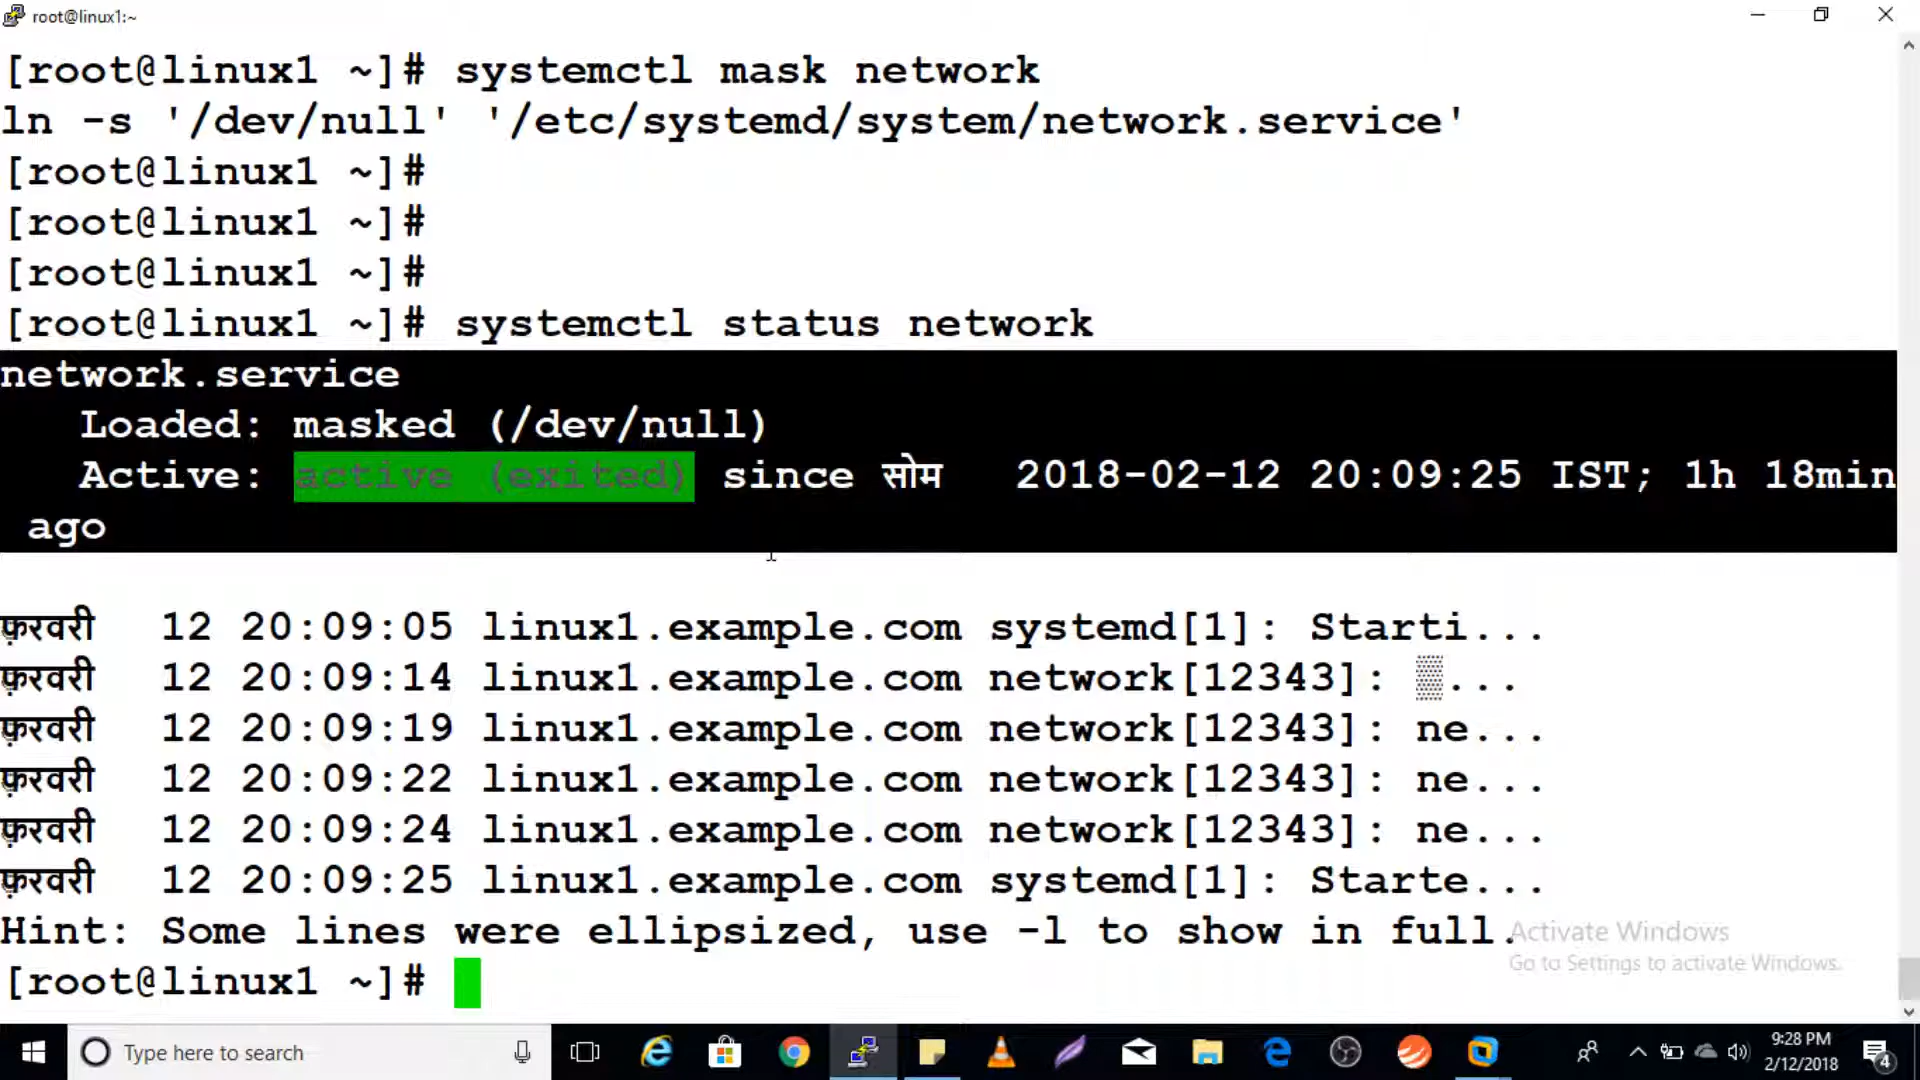 root@linux1:~
[root@linux1 ~]# systemctl mask network
ln -s '/dev/null' '/etc/systemd/system/network.service'
[root@linux1 ~]#
[root@linux1 ~]#
[root@linux1 ~]#
[root@linux1 ~]# systemctl status network
network.service
   Loaded: masked (/dev/null)
   Active: active (exited) since सोम   2018-02-12 20:09:25 IST; 1h 18min
 ago
फ़रवरी   12 20:09:05 linux1.example.com systemd[1]: Starti...
फ़रवरी   12 20:09:14 linux1.example.com network[12343]: ▒...
फ़रवरी   12 20:09:19 linux1.example.com network[12343]: ne...
फ़रवरी   12 20:09:22 linux1.example.com network[12343]: ne...
फ़रवरी   12 20:09:24 linux1.example.com network[12343]: ne...
फ़रवरी   12 20:09:25 linux1.example.com systemd[1]: Starte...
Hint: Some lines were ellipsized, use -l to show in full.
[root@linux1 ~]#
Activate Windows
Go to Settings to activate Windows.
Type here to search
9:28 PM
2/12/2018
4